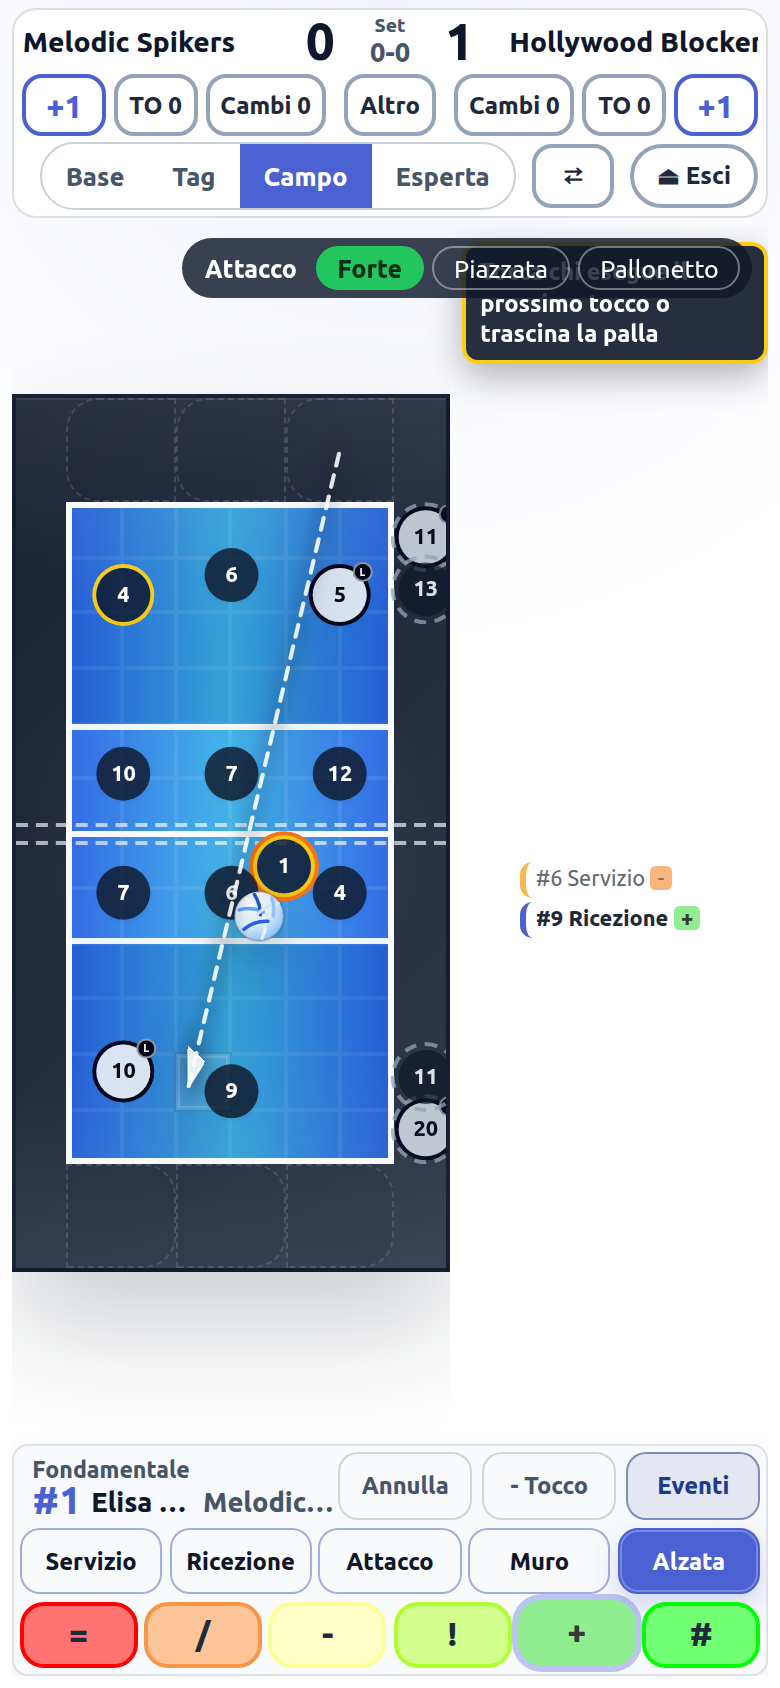 Melodic Spikers 0 Set 0-0 1 Hollywood Blocker
+1 TO 0 Cambi 0 Altro Cambi 0 TO 0 +1
Base Tag Campo Esperta ⇄ ⏏ Esci
Attacco Forte Piazzata Pallonetto
prossimo tocco o
trascina la palla
11
4 6 5 L
13
10 7 12
1
7 6 4
#6 Servizio -
#9 Ricezione +
10 L 9 11
20
Fondamentale
#1 Elisa ... Melodic... Annulla - Tocco Eventi
Servizio Ricezione Attacco Muro Alzata
= / - ! + #